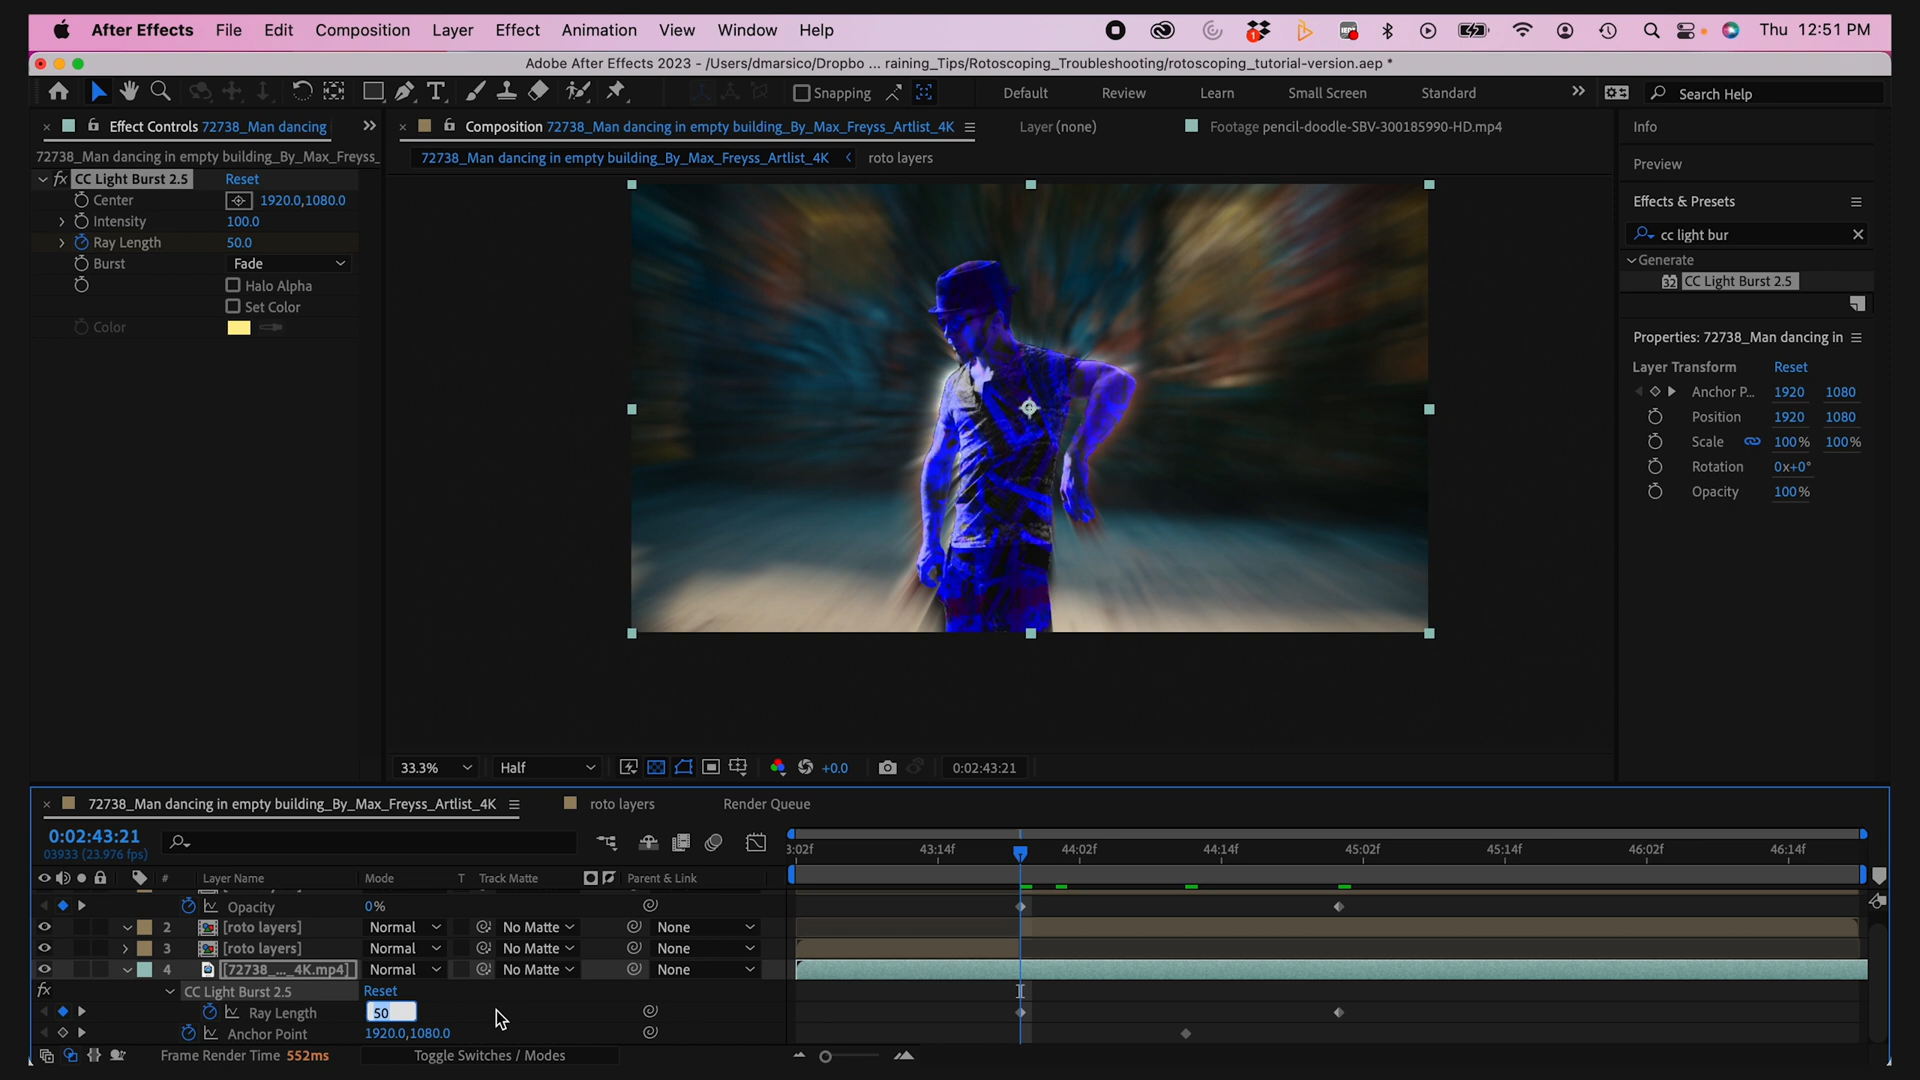 After Effects File Edit Composition Layer Effect Animation View Window Help
1
Thu 12:51 PM
Adobe After Effects 2023 - /Users/dmarsico/Dropbo ... raining_Tips/Rotoscoping_Troubleshooting/rotoscoping_tutorial-version.aep *
T Snapping Default Review Learn Small Screen Standard Search Help
Effect Controls 72738_Man dancing
Composition 72738_Man dancing in empty building_By_Max_Freyss_Artlist_4K
Layer (none)
Footage pencil-doodle-SBV-300185990-HD.mp4
72738_Man dancing in empty building_By_Max_Freyss_
72738_Man dancing in empty building_By_Max_Freyss_Artlist_4K
roto layers
fx CC Light Burst 2.5 Reset
Center 1920.0,1080.0
Intensity 100.0
Ray Length 50.0
Burst Fade
Halo Alpha
Set Color
Color
Info
Preview
Effects & Presets
cc light bur
Generate
32 CC Light Burst 2.5
Properties: 72738_Man dancing in
Layer Transform Reset
Anchor P... 1920 1080
Position 1920 1080
Scale 100% 100%
Rotation 0x+0°
Opacity 100%
33.3% Half +0.0 0:02:43:21
72738_Man dancing in empty building_By_Max_Freyss_Artlist_4K
roto layers
Render Queue
0:02:43:21
03933 (23.976 fps)
3:02f 43:14f 44:02f 44:14f 45:02f 45:14f 46:02f 46:14f
# Layer Name Mode T Track Matte Parent & Link
Opacity 0%
2 [roto layers] Normal No Matte None
3 [roto layers] Normal No Matte None
4 [72738_..._4K.mp4] Normal No Matte None
fx CC Light Burst 2.5 Reset
Ray Length 50
Anchor Point 1920.0,1080.0
Frame Render Time 552ms Toggle Switches / Modes